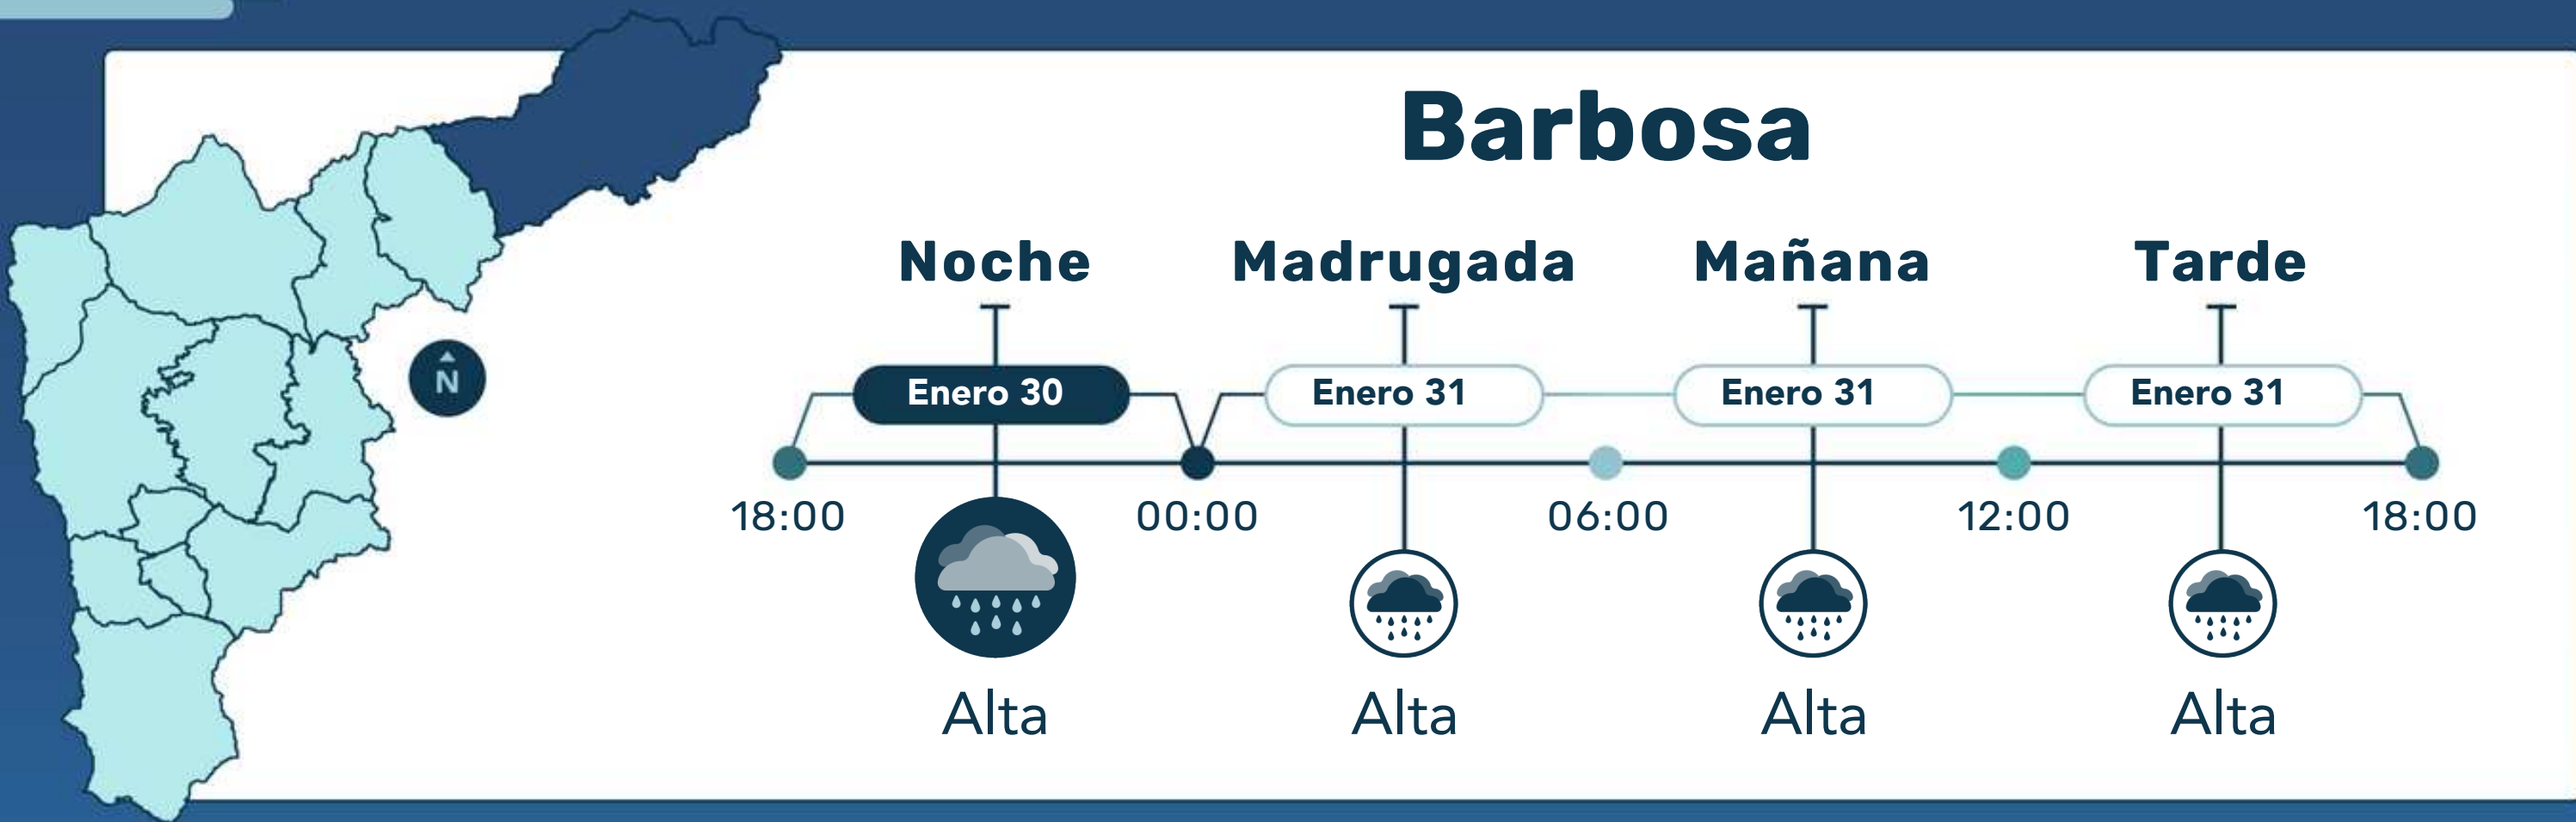 Barbosa
Noche Madrugada Mañana Tarde
N
Enero 30 Enero 31 Enero 31 Enero 31
18:00 00:00 06:00 12:00 18:00
Alta Alta Alta Alta